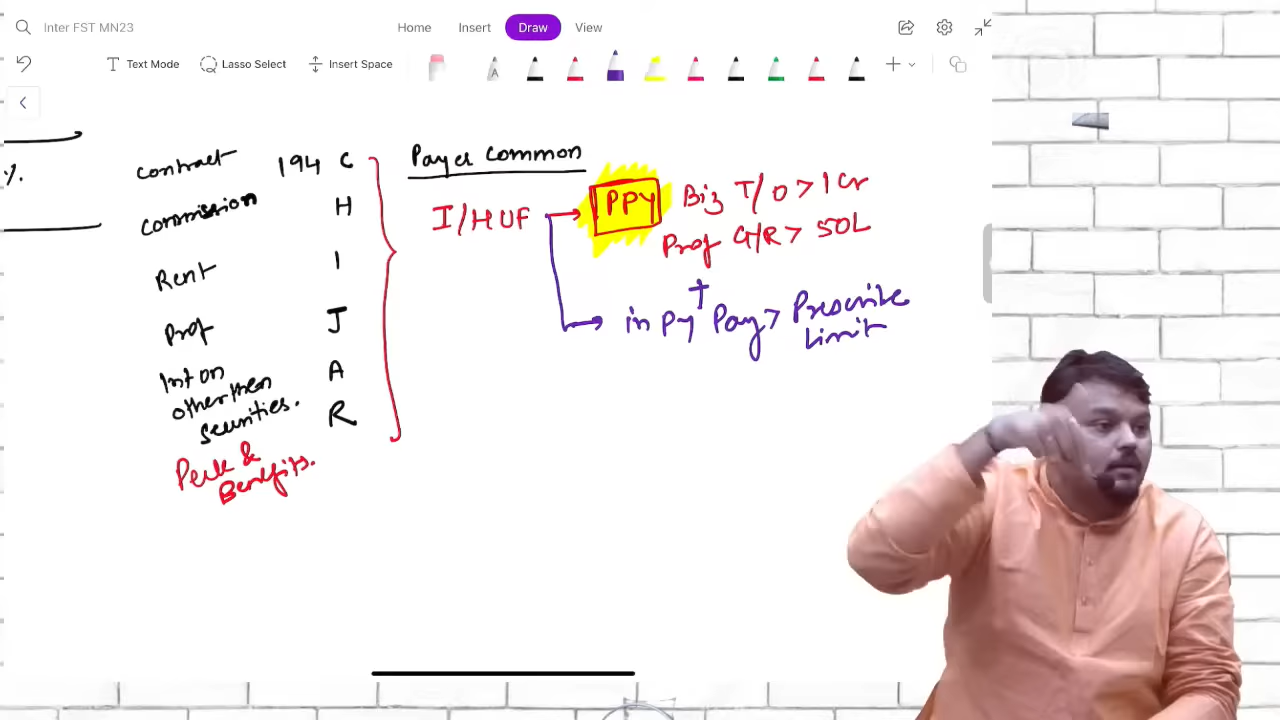 Inter FST MN23
Home Insert Draw View
Text Mode Lasso Select Insert Space
%.
Contract 194 C
Commission H
Rent I
Prof J
Int on
other then
Securities. A
Perk &
Benefits. R
Payer Common
I/HUF → PPY Biz T/O > 1 Cr
Prof G/R > 50L
+
in PY Pay > Prescribe
Limit